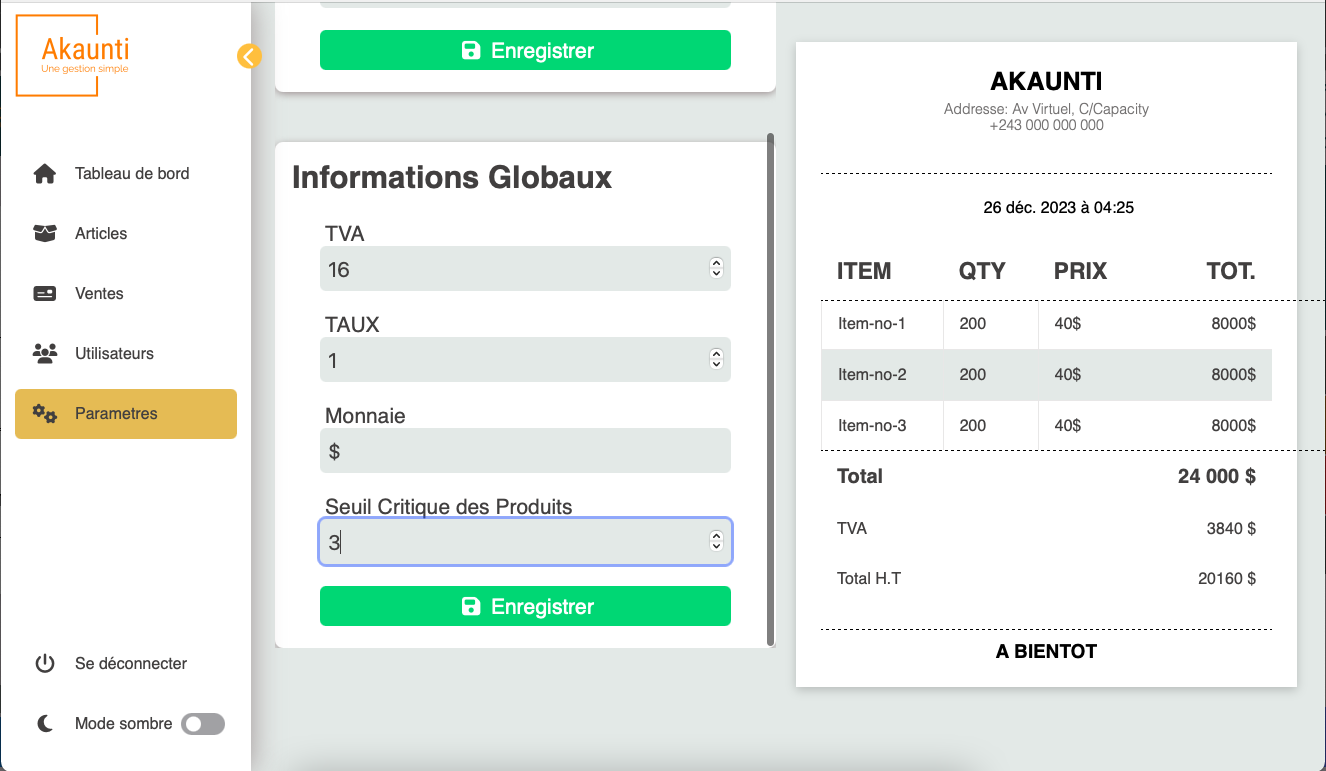 Akaunti
Une gestion simple
Tableau de bord
Articles
Ventes
Utilisateurs
Parametres
Se déconnecter
Mode sombre
Enregistrer
Informations Globaux
TVA
16
TAUX
1
Monnaie
$
Seuil Critique des Produits
3
Enregistrer
AKAUNTI
Addresse: Av Virtuel, C/Capacity
+243 000 000 000
26 déc. 2023 à 04:25
ITEM QTY PRIX TOT.
Item-no-1 200 40$ 8000$
Item-no-2 200 40$ 8000$
Item-no-3 200 40$ 8000$
Total 24 000 $
TVA 3840 $
Total H.T 20160 $
A BIENTOT